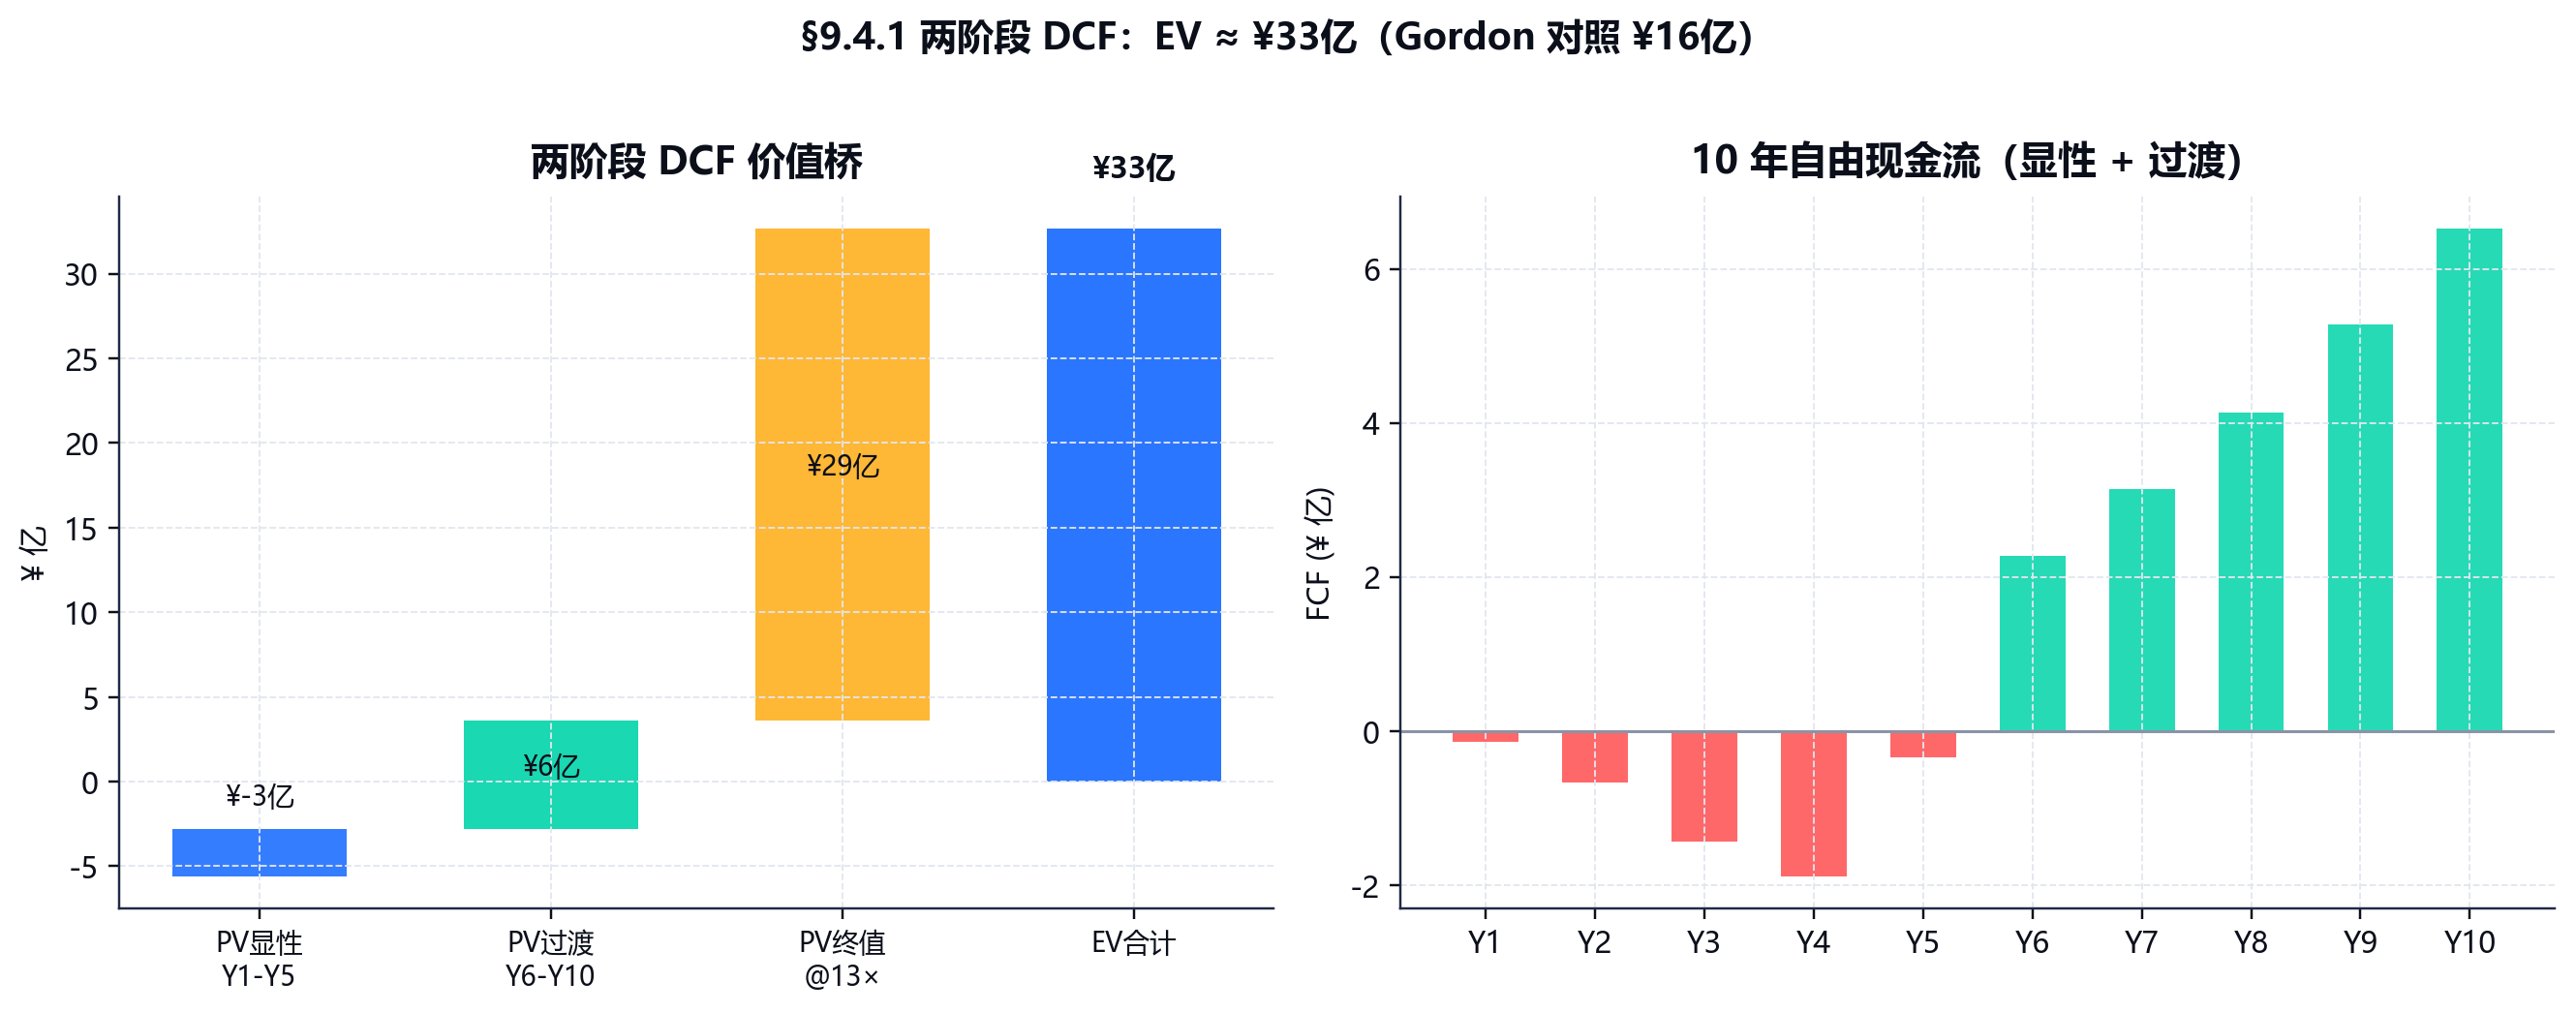 §9.4.1 两阶段 DCF：EV ≈ ¥33亿（Gordon 对照 ¥16亿）
两阶段 DCF 价值桥
¥33亿
30
25
20
15
10
5
0
-5
¥ 亿
¥-3亿
¥6亿
¥29亿
PV显性
Y1-Y5
PV过渡
Y6-Y10
PV终值
@13×
EV合计
10 年自由现金流（显性 + 过渡）
6
4
2
0
-2
FCF (¥ 亿)
Y1
Y2
Y3
Y4
Y5
Y6
Y7
Y8
Y9
Y10